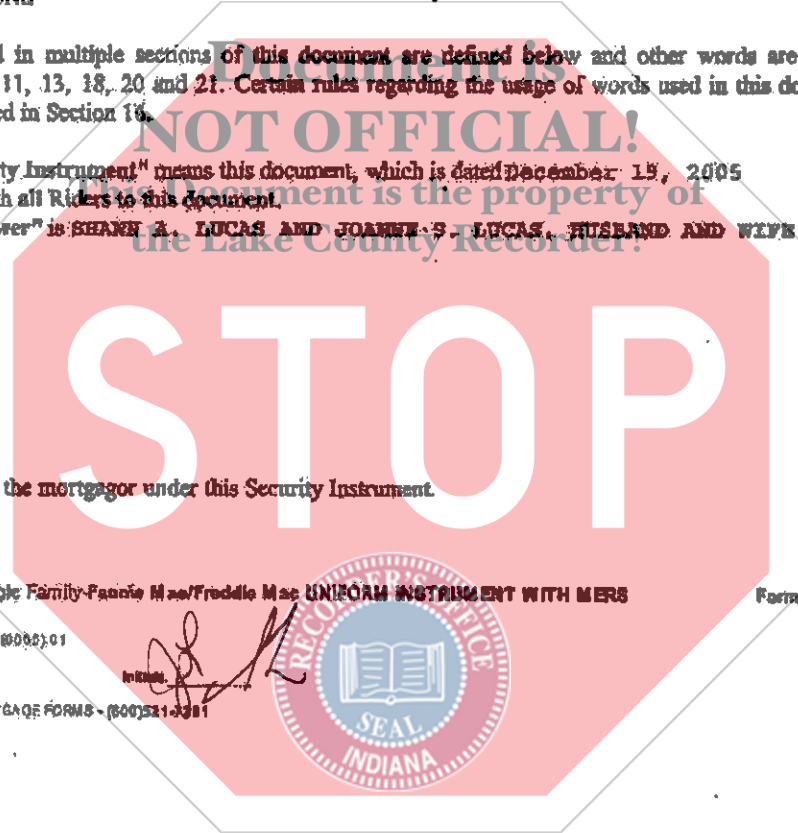 in multiple sections of this document are defined below and other words are
11, 13, 18, 20 and 21. Certain rules regarding the usage of words used in this do
ed in Section 16.
Document is
NOT OFFICIAL!
This Document is the property of
the Lake County Recorder!
ty Instrument" means this document, which is dated December 19, 2005
h all Riders to this document.
wer" is SHANN A. LUCAS AND JOANNE S. LUCAS, HUSBAND AND WIFE
STOP
the mortgagor under this Security Instrument.
le Family-Fannie Mae/Freddie Mac UNIFORM INSTRUMENT WITH MERS
Form
(0005).01
Initials:
GAGE FORMS - (800)521-7291
RECORDER'S OFFICE
SEAL
INDIANA